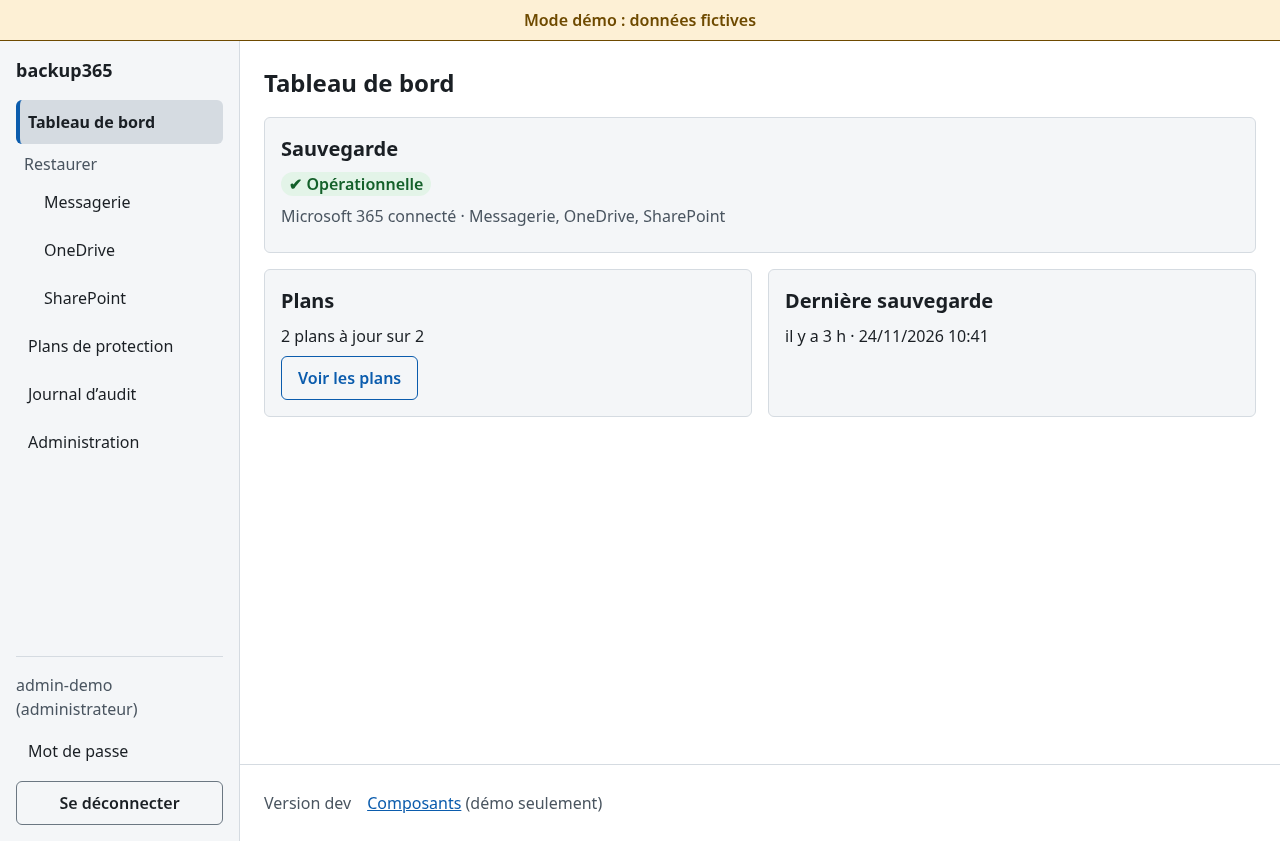 Mode démo : données fictives
backup365
Tableau de bord
Restaurer
Messagerie
OneDrive
SharePoint
Plans de protection
Journal d’audit
Administration
admin-demo
(administrateur)
Mot de passe
Se déconnecter
Tableau de bord
Sauvegarde
✔ Opérationnelle
Microsoft 365 connecté · Messagerie, OneDrive, SharePoint
Plans
2 plans à jour sur 2
Voir les plans
Dernière sauvegarde
il y a 3 h · 24/11/2026 10:41
Version dev Composants (démo seulement)